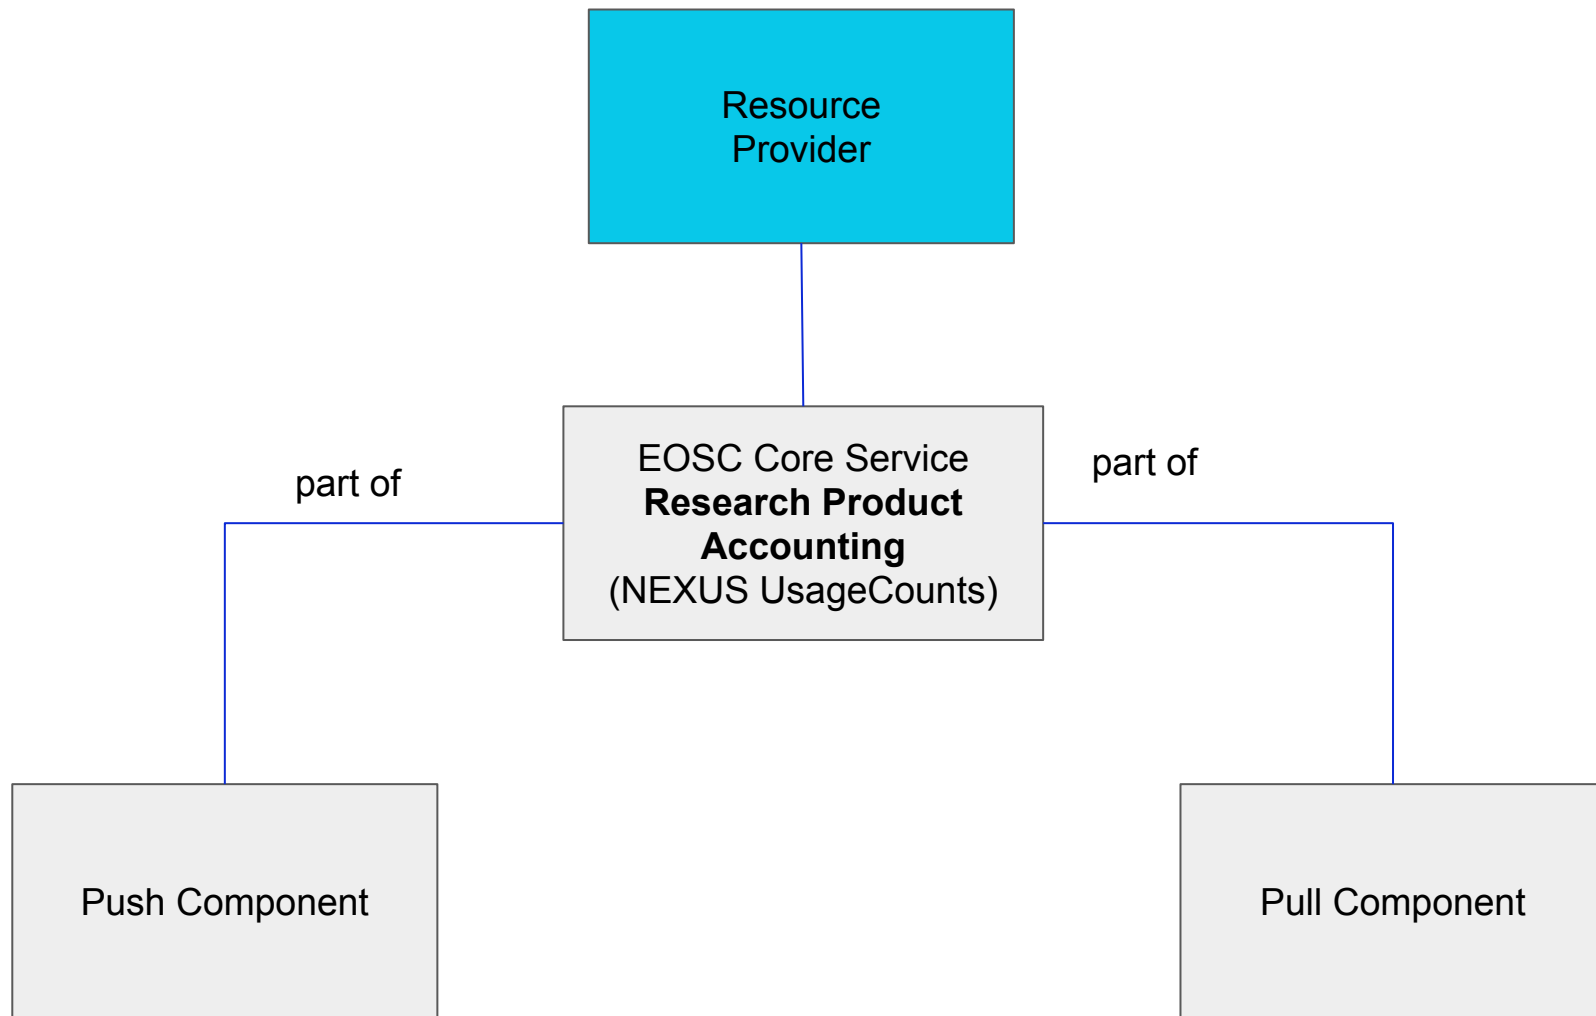 Resource
Provider
EOSC Core Service
Research Product
Accounting
(NEXUS UsageCounts)
part of
part of
Push Component
Pull Component